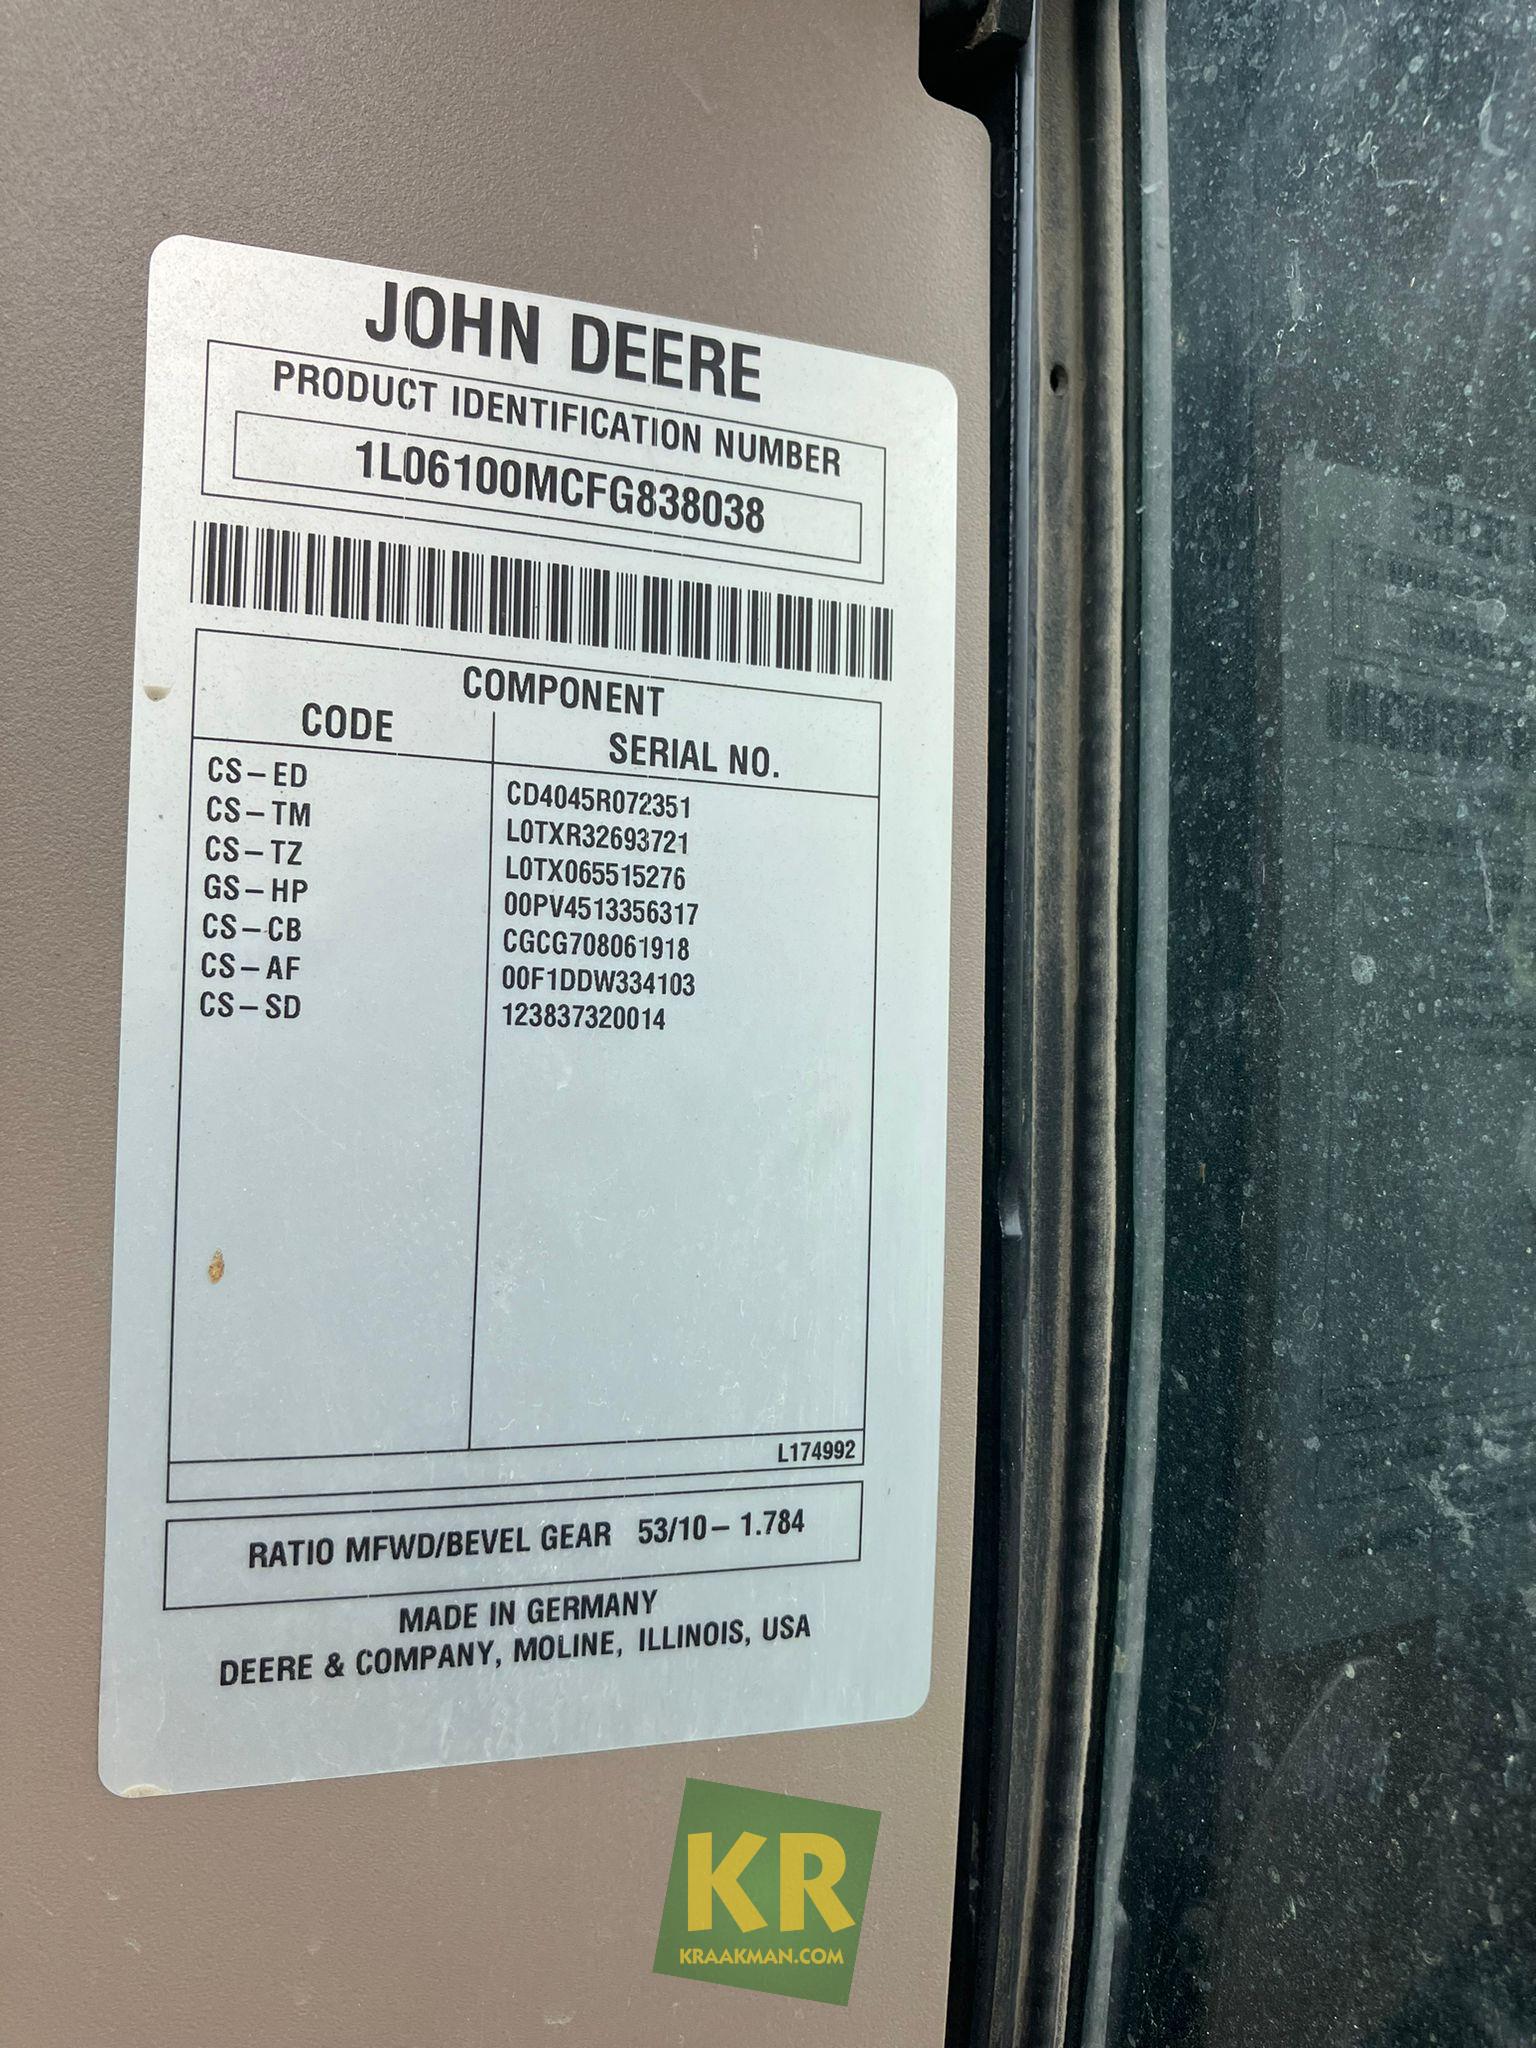 JOHN DEERE
PRODUCT IDENTIFICATION NUMBER
1L06100MCFG838038
COMPONENT
CODE SERIAL NO.
CS-ED CD4045R072351
CS-TM L0TXR32693721
CS-TZ L0TX065515276
GS-HP 00PV4513356317
CS-CB CGCG708061918
CS-AF 00F1DDW334103
CS-SD 123837320014
L174992
RATIO MFWD/BEVEL GEAR 53/10-1.784
MADE IN GERMANY
DEERE & COMPANY, MOLINE, ILLINOIS, USA
KR
KRAAKMAN.COM